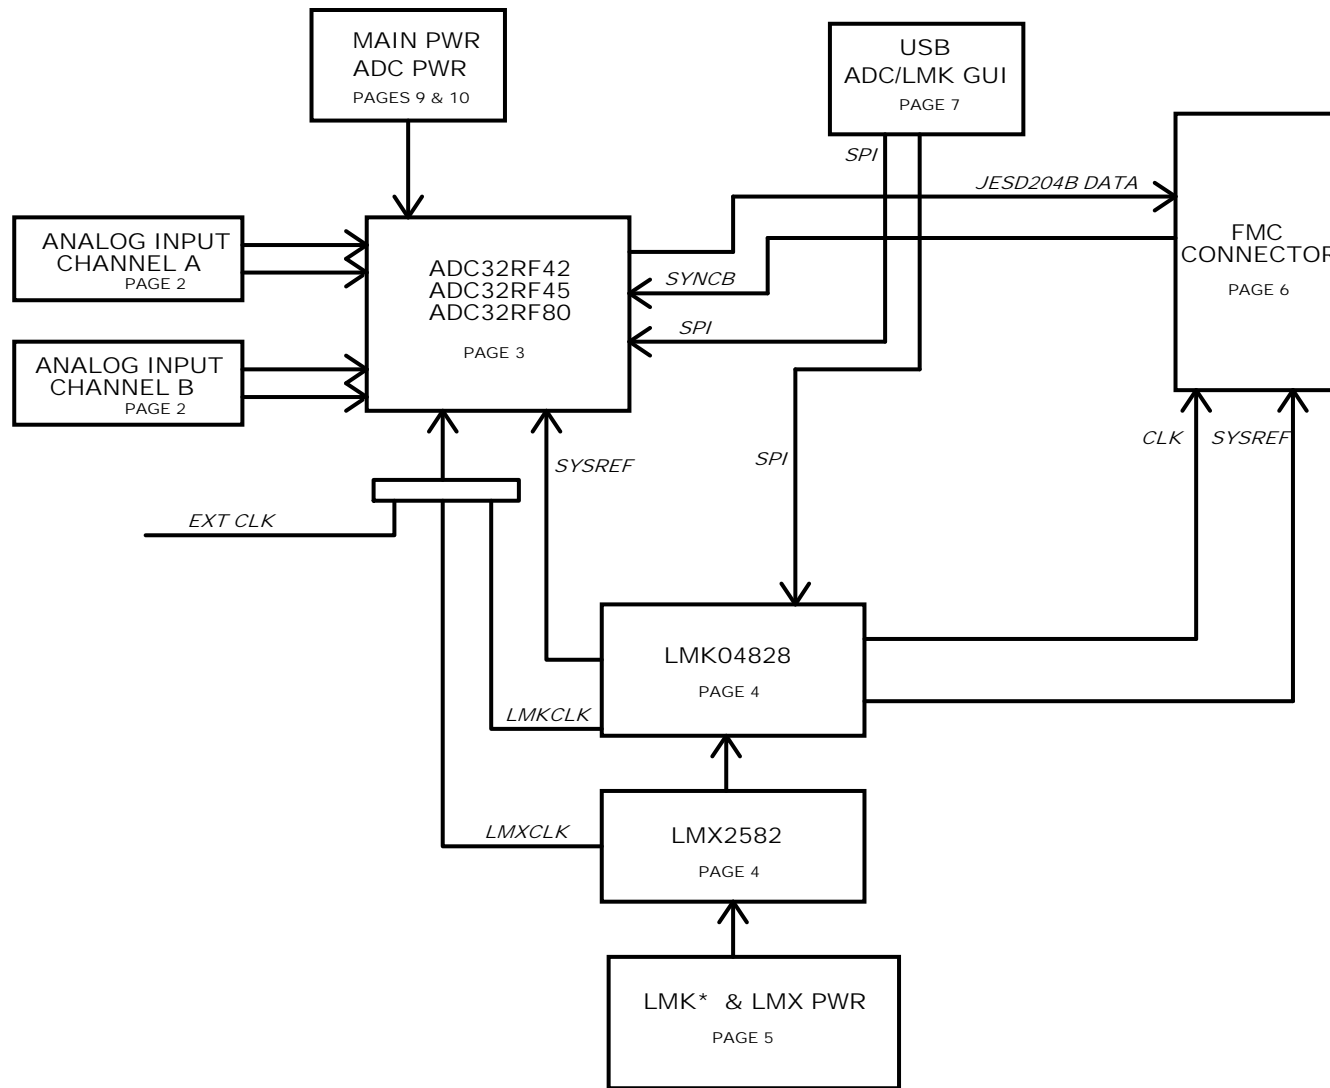 MAIN PWR
ADC PWR
PAGES 9 & 10
USB
ADC/LMK GUI
PAGE 7
SPI
JESD204B DATA
ANALOG INPUT
CHANNEL A
PAGE 2
ADC32RF42
ADC32RF45
ADC32RF80
PAGE 3
SYNCB
SPI
FMC
CONNECTOR
PAGE 6
ANALOG INPUT
CHANNEL B
PAGE 2
SYSREF
SPI
CLK
SYSREF
EXT CLK
LMK04828
PAGE 4
LMKCLK
LMXCLK
LMX2582
PAGE 4
LMK* & LMX PWR
PAGE 5